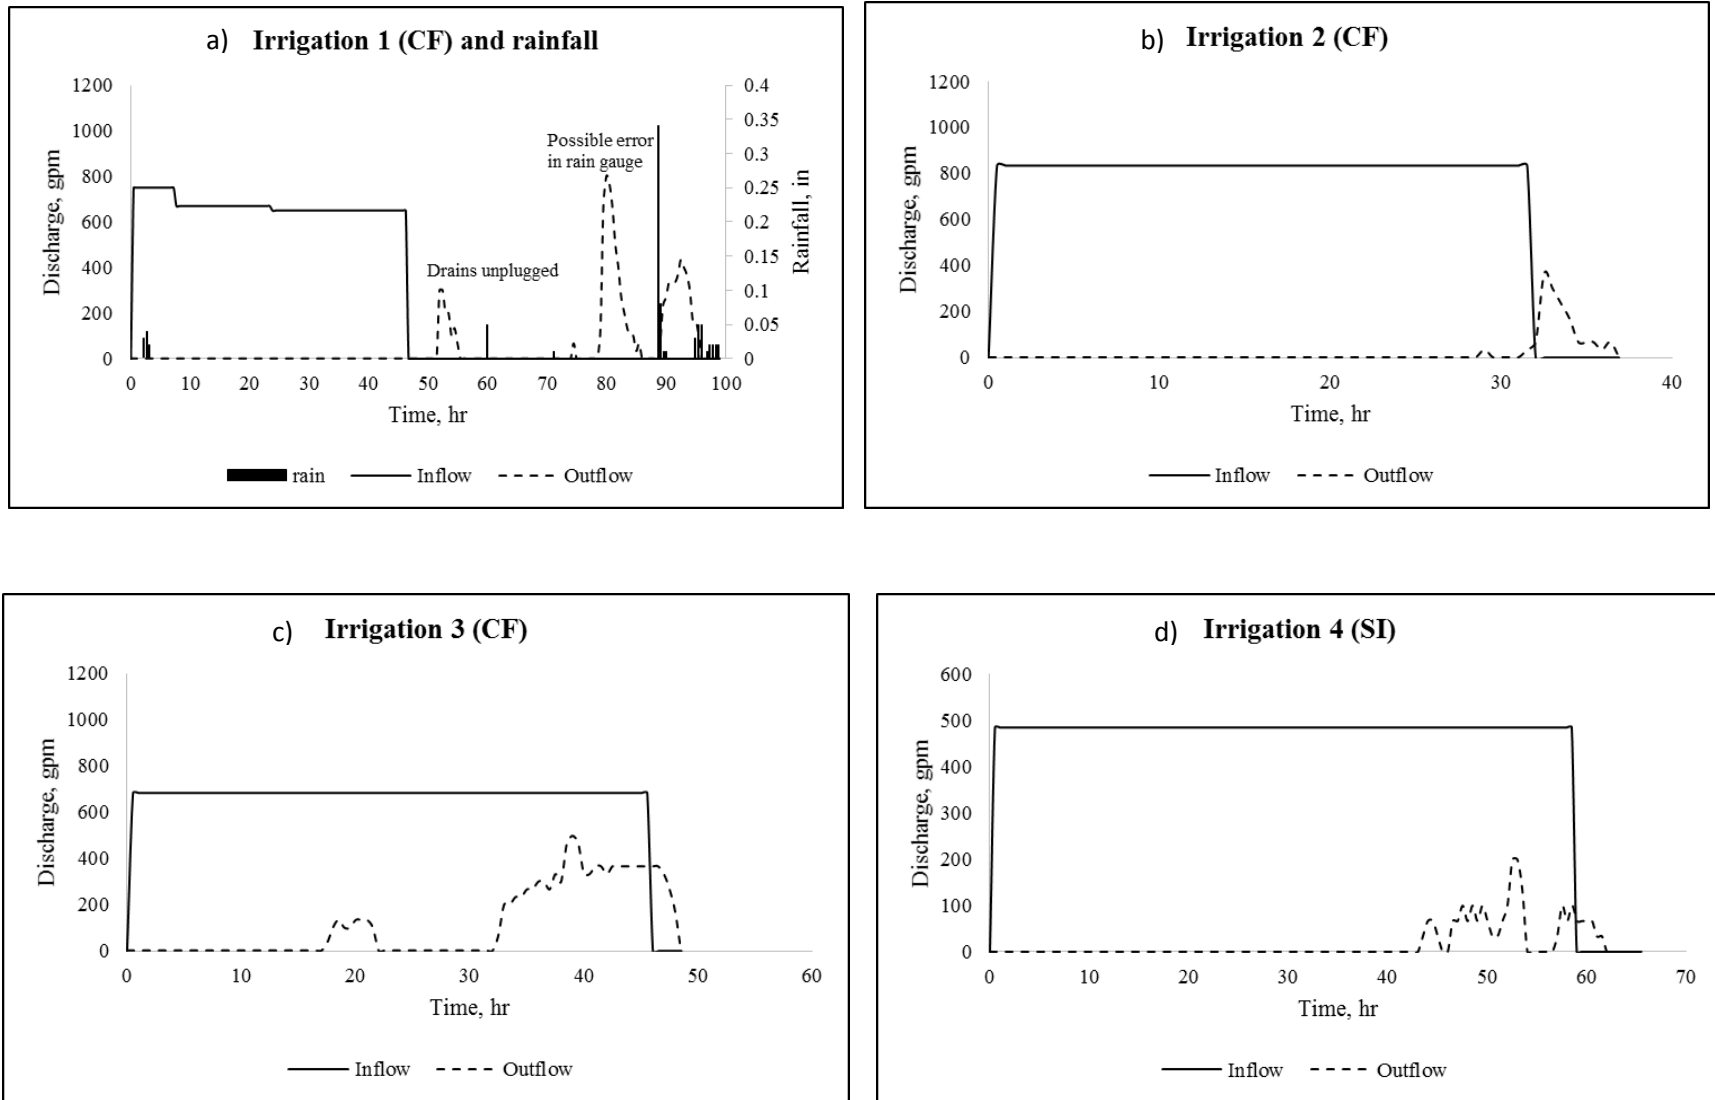 a) Irrigation 1 (CF) and rainfall
1200
1000
800
600
400
200
0
Discharge, gpm
0.4
0.35
0.3
0.25
0.2
0.15
0.1
0.05
0
Rainfall, in
Possible error
in rain gauge
Drains unplugged
0 10 20 30 40 50 60 70 80 90 100
Time, hr
rain Inflow Outflow
b) Irrigation 2 (CF)
1200
1000
800
600
400
200
0
Discharge, gpm
0 10 20 30 40
Time, hr
Inflow Outflow
c) Irrigation 3 (CF)
1200
1000
800
600
400
200
0
Discharge, gpm
0 10 20 30 40 50 60
Time, hr
Inflow Outflow
d) Irrigation 4 (SI)
600
500
400
300
200
100
0
Discharge, gpm
0 10 20 30 40 50 60 70
Time, hr
Inflow Outflow